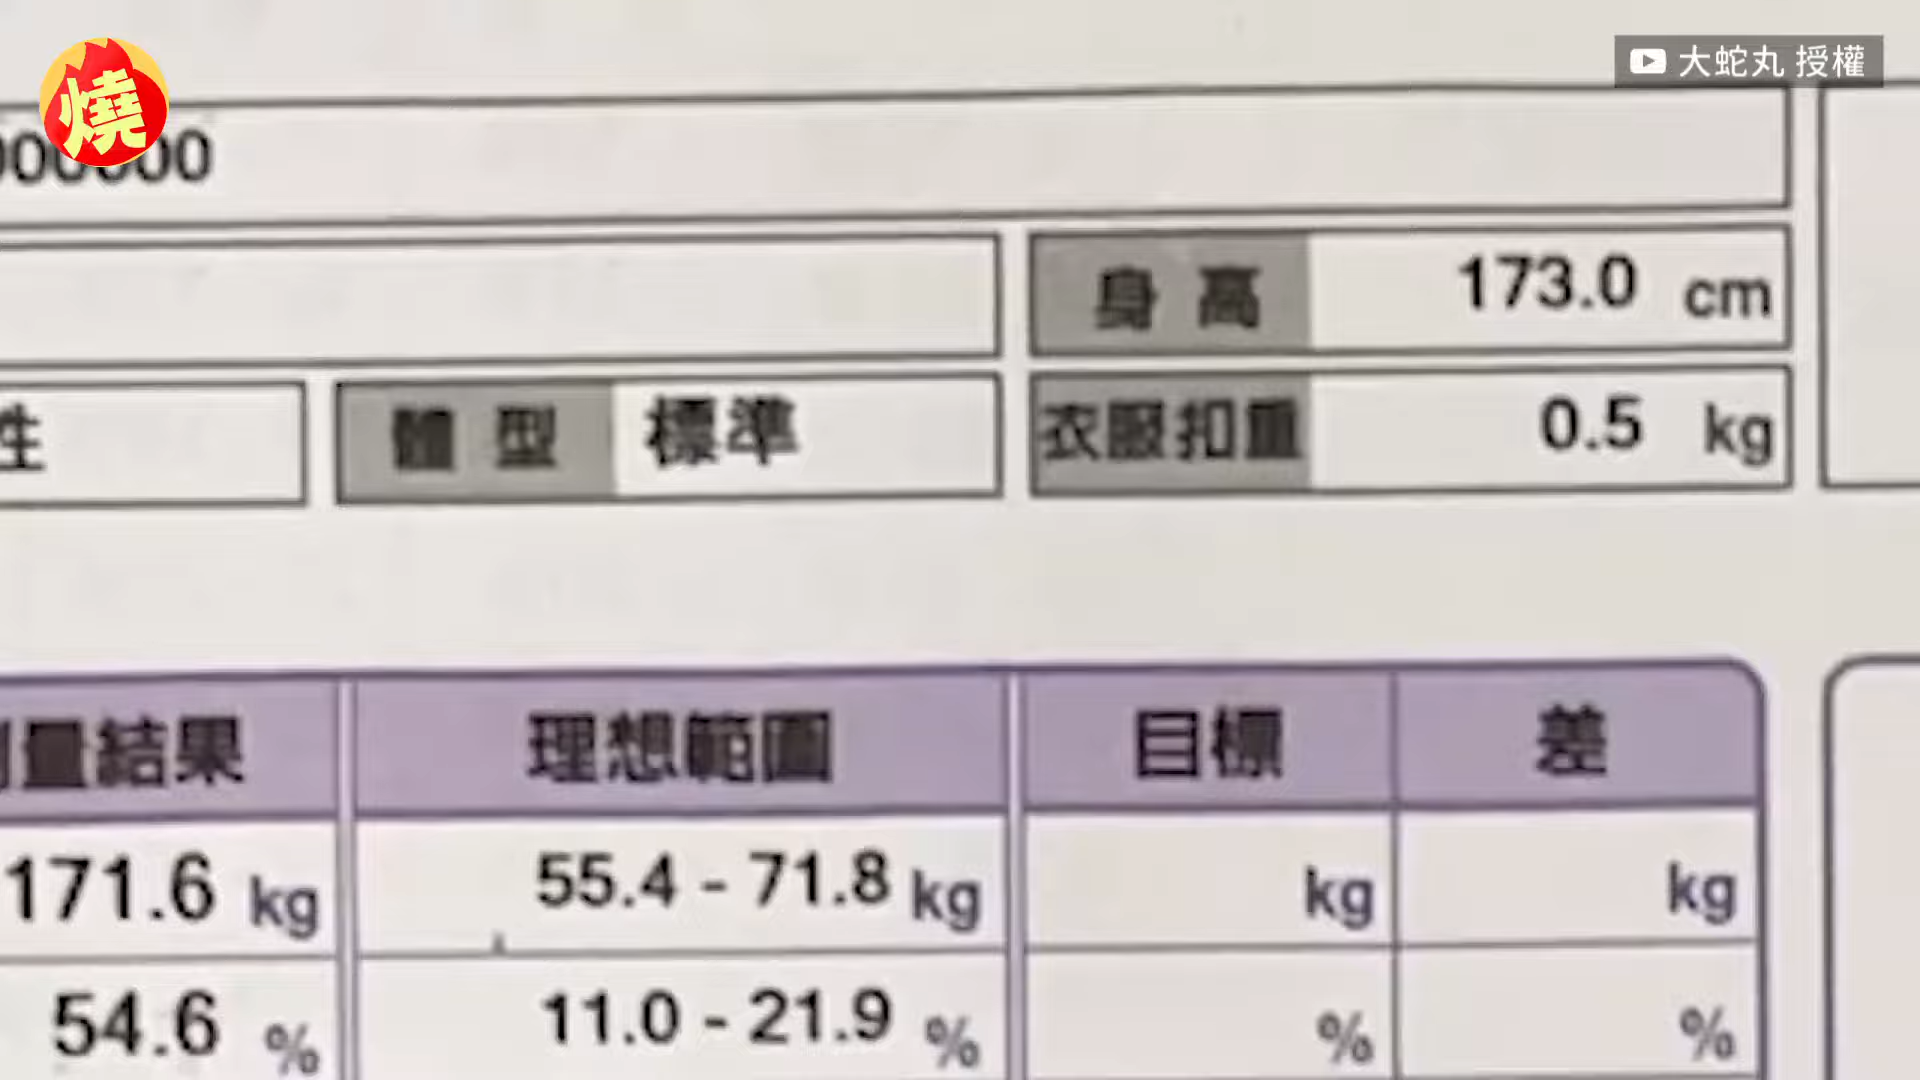 燒
大蛇丸 授權
000000
身高 173.0 cm
性 體型 標準 衣服扣重 0.5 kg
量結果 理想範圍 目標 差
171.6 kg 55.4 - 71.8 kg kg kg
54.6 % 11.0 - 21.9 % % %